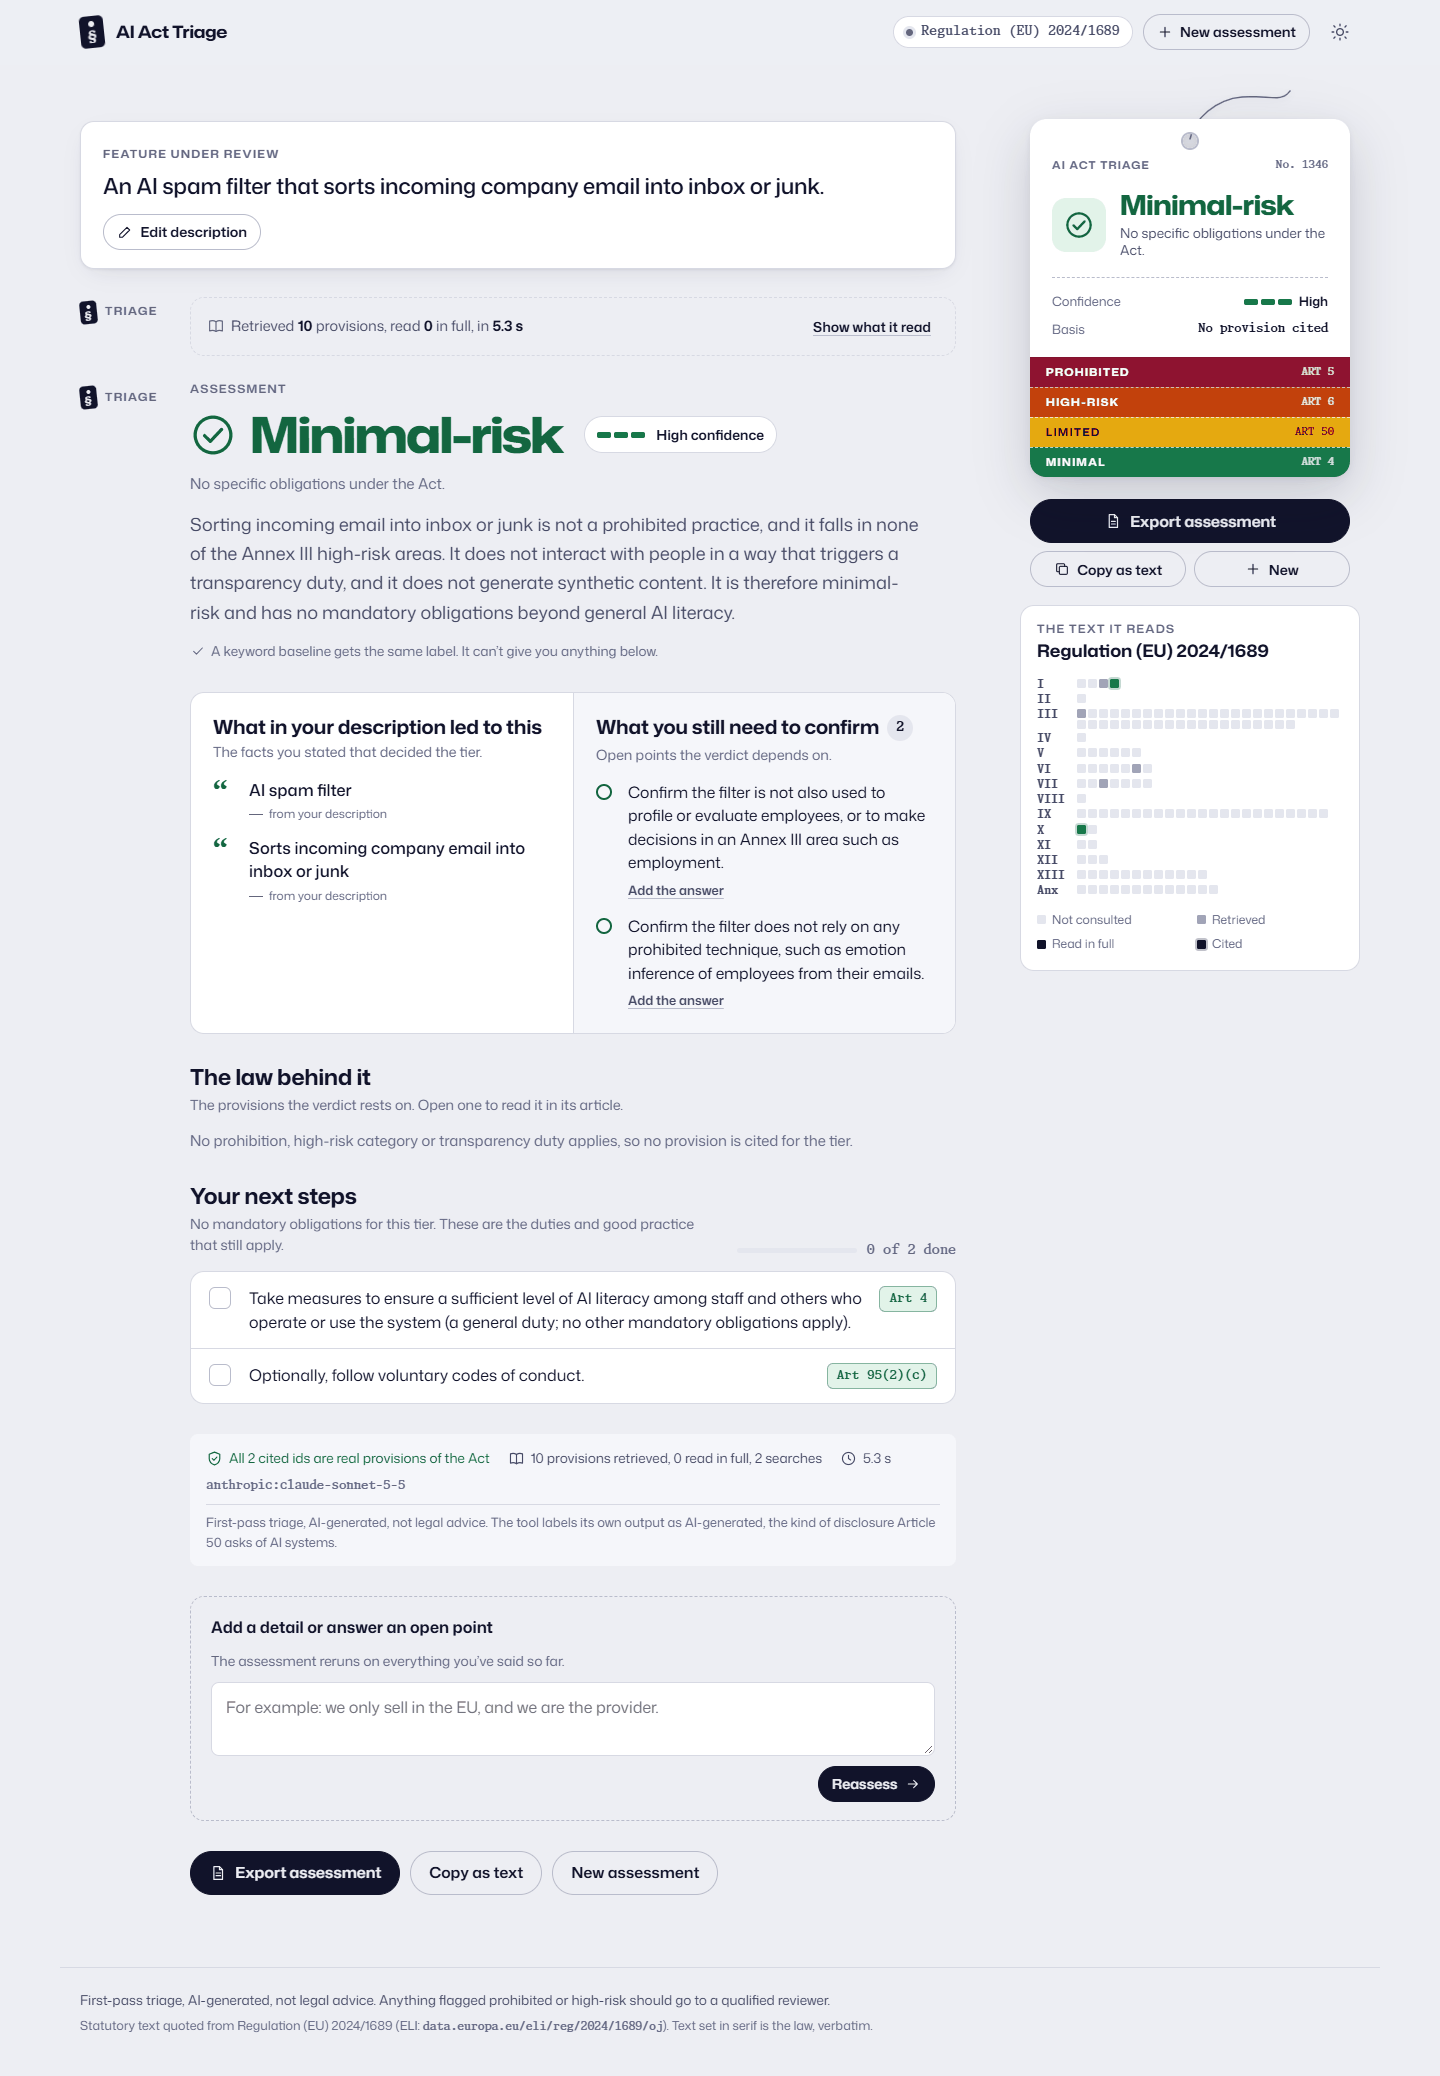 AI Act Triage
Regulation (EU) 2024/1689
New assessment
FEATURE UNDER REVIEW
An AI spam filter that sorts incoming company email into inbox or junk.
Edit description
TRIAGE
Retrieved 10 provisions, read 0 in full, in 5.3 s
Show what it read
TRIAGE
ASSESSMENT
Minimal-risk
High confidence
No specific obligations under the Act.
Sorting incoming email into inbox or junk is not a prohibited practice, and it falls in none
of the Annex III high-risk areas. It does not interact with people in a way that triggers a
transparency duty, and it does not generate synthetic content. It is therefore minimal-
risk and has no mandatory obligations beyond general AI literacy.
A keyword baseline gets the same label. It can't give you anything below.
What in your description led to this
The facts you stated that decided the tier.
“ AI spam filter
— from your description
“ Sorts incoming company email into
inbox or junk
— from your description
What you still need to confirm 2
Open points the verdict depends on.
Confirm the filter is not also used to
profile or evaluate employees, or to make
decisions in an Annex III area such as
employment.
Add the answer
Confirm the filter does not rely on any
prohibited technique, such as emotion
inference of employees from their emails.
Add the answer
The law behind it
The provisions the verdict rests on. Open one to read it in its article.
No prohibition, high-risk category or transparency duty applies, so no provision is cited for the tier.
Your next steps
No mandatory obligations for this tier. These are the duties and good practice
that still apply.
0 of 2 done
Take measures to ensure a sufficient level of AI literacy among staff and others who
operate or use the system (a general duty; no other mandatory obligations apply).
Art 4
Optionally, follow voluntary codes of conduct.
Art 95(2)(c)
All 2 cited ids are real provisions of the Act
10 provisions retrieved, 0 read in full, 2 searches
5.3 s
anthropic:claude-sonnet-5-5
First-pass triage, AI-generated, not legal advice. The tool labels its own output as AI-generated, the kind of disclosure Article
50 asks of AI systems.
Add a detail or answer an open point
The assessment reruns on everything you've said so far.
For example: we only sell in the EU, and we are the provider.
Reassess
Export assessment
Copy as text
New assessment
AI ACT TRIAGE
No. 1346
Minimal-risk
No specific obligations under the
Act.
Confidence
High
Basis
No provision cited
PROHIBITED ART 5
HIGH-RISK ART 6
LIMITED ART 50
MINIMAL ART 4
Export assessment
Copy as text
New
THE TEXT IT READS
Regulation (EU) 2024/1689
I
II
III
IV
V
VI
VII
VIII
IX
X
XI
XII
XIII
Anx
Not consulted
Retrieved
Read in full
Cited
First-pass triage, AI-generated, not legal advice. Anything flagged prohibited or high-risk should go to a qualified reviewer.
Statutory text quoted from Regulation (EU) 2024/1689 (ELI: data.europa.eu/eli/reg/2024/1689/oj). Text set in serif is the law, verbatim.